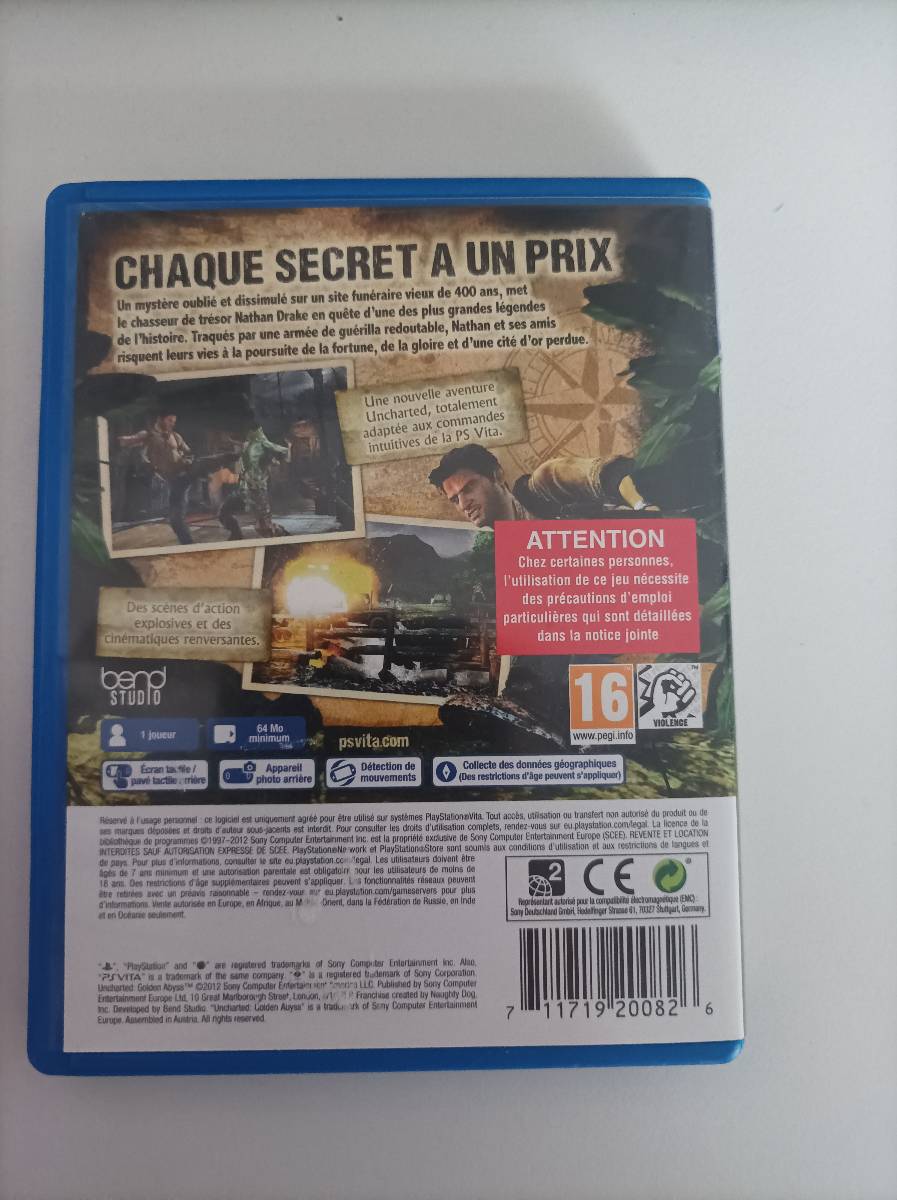 CHAQUE SECRET A UN PRIX
Un mystère oublié et dissimulé sur un site funéraire vieux de 400 ans, met
le chasseur de trésor Nathan Drake en quête d'une des plus grandes légendes
de l'histoire. Traqués par une armée de guérilla redoutable, Nathan et ses amis
risquent leurs vies à la poursuite de la fortune, de la gloire et d'une cité d'or perdue.
Une nouvelle aventure
Uncharted, totalement
adaptée aux commandes
intuitives de la PS Vita.
ATTENTION
Chez certaines personnes,
l'utilisation de ce jeu nécessite
des précautions d'emploi
particulières qui sont détaillées
dans la notice jointe
Des scènes d'action
explosives et des
cinématiques renversantes.
bend
STUDIO
16
www.pegi.info
VIOLENCE
1 joueur
64 Mo
minimum
psvita.com
Écran tactile /
pavé tactile arrière
Appareil
photo arrière
Détection de
mouvements
Collecte des données géographiques
(Des restrictions d'âge peuvent s'appliquer)
Réservé à l'usage personnel : ce logiciel est uniquement agréé pour être utilisé sur systèmes PlayStation®Vita. Tout accès, utilisation ou transfert non autorisé du produit ou de
ses marques déposées et droits d'auteur sous-jacents est interdit. Pour consulter les droits d'utilisation complets, rendez-vous sur eu.playstation.com/legal. La licence de la
bibliothèque de programmes ©1997-2012 Sony Computer Entertainment Inc. est la propriété exclusive de Sony Computer Entertainment Europe (SCEE). REVENTE ET LOCATION
INTERDITES SAUF AUTORISATION EXPRESSE DE SCEE. PlayStation®Network et PlayStation®Store sont soumis aux conditions d'utilisation et aux restrictions de langues et
de pays. Pour plus d'informations, consulter le site eu.playstation.com/legal. Les utilisateurs doivent être
âgés de 7 ans minimum et une autorisation parentale est obligatoire pour les utilisateurs de moins de
18 ans. Des restrictions d'âge supplémentaires peuvent s'appliquer. Les fonctionnalités réseaux peuvent
être retirées avec un préavis raisonnable – rendez-vous sur eu.playstation.com/gameservers pour plus
d'informations. Vente autorisée en Europe, en Afrique, au Orient, dans la Fédération de Russie, en Inde
et en Océanie seulement.
2
CE
Représentant autorisé pour la compatibilité électromagnétique (EMC) :
Sony Deutschland GmbH, Hedelfinger Strasse 61, 70327 Stuttgart, Germany.
"PlayStation" and are registered trademarks of Sony Computer Entertainment Inc. Also,
"PSVITA" is a trademark of the same company. is a registered trademark of Sony Corporation.
Uncharted: Golden Abyss™ ©2012 Sony Computer Entertainment America LLC. Published by Sony Computer
Entertainment Europe Ltd, 10 Great Marlborough Street, London, Franchise created by Naughty Dog,
Inc. Developed by Bend Studio. "Uncharted: Golden Abyss" is a trademark of Sony Computer Entertainment
Europe. Assembled in Austria. All rights reserved.
7 11719 20082 6